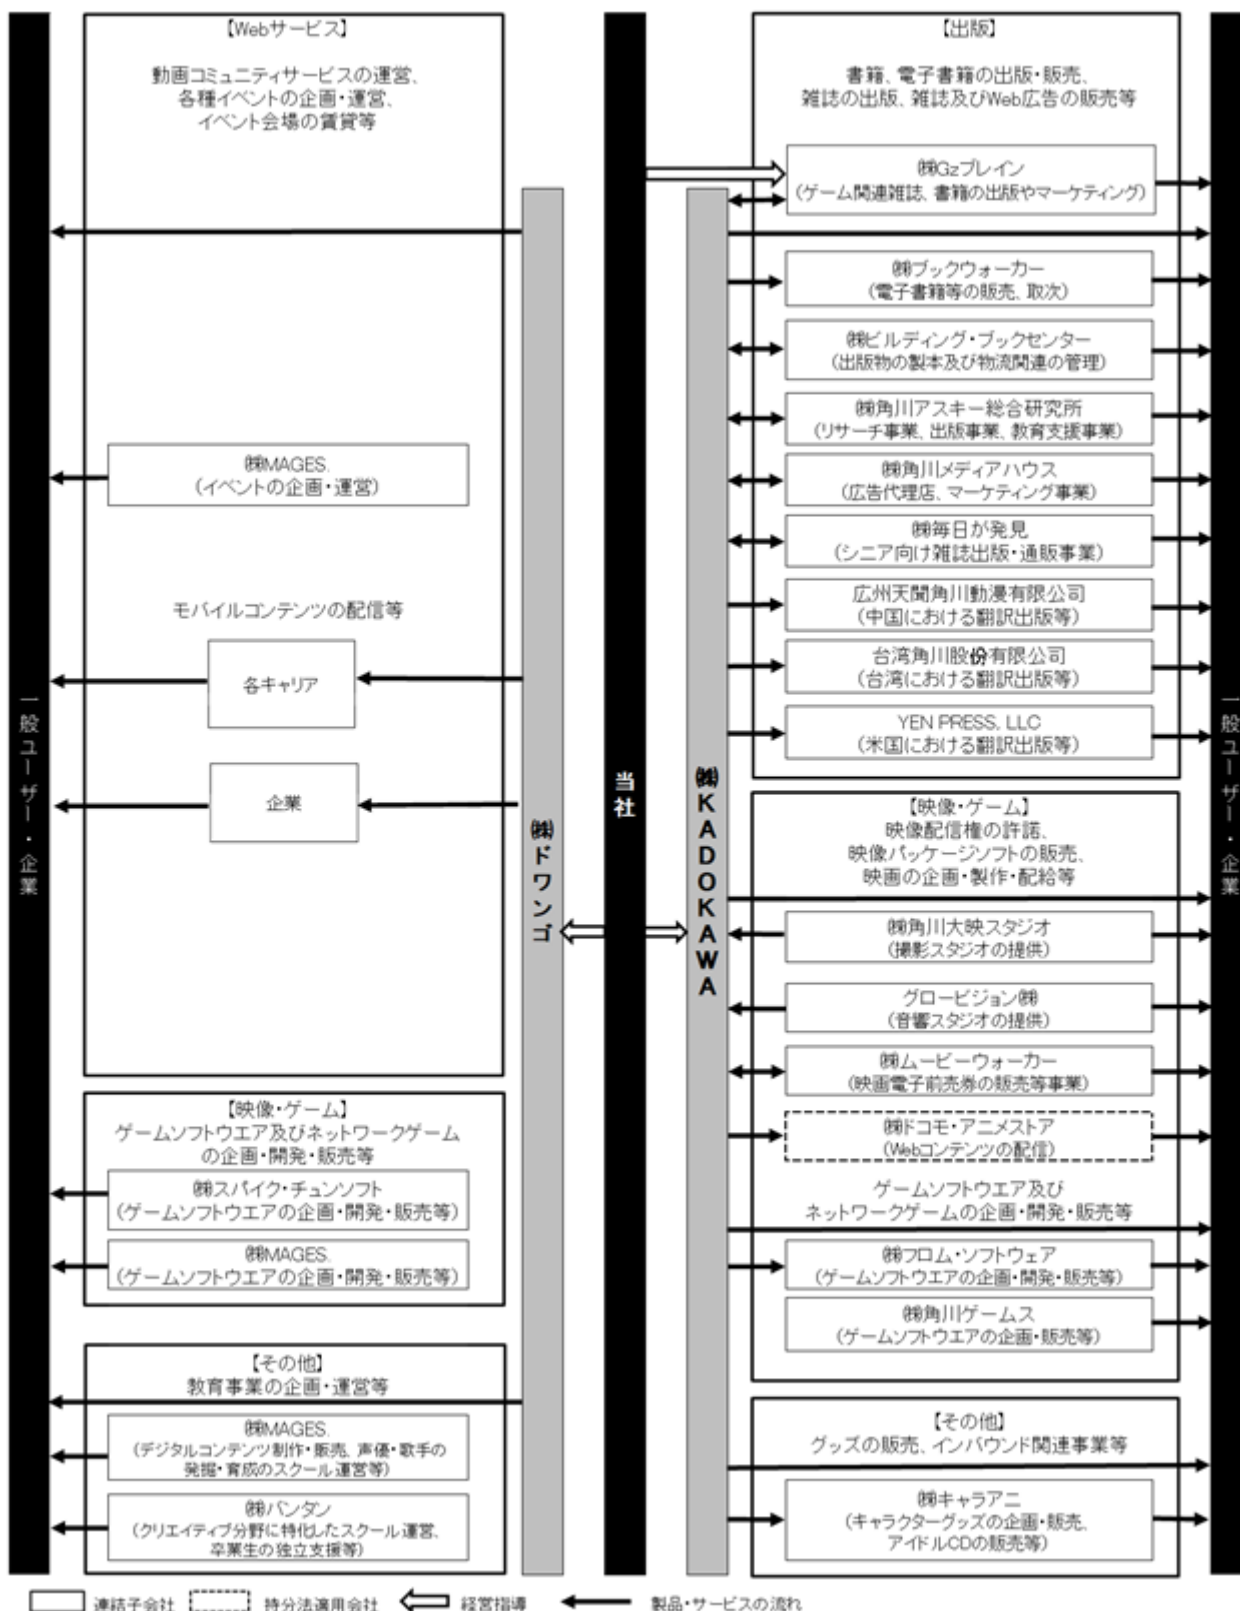 【Webサービス】
動画コミュニティサービスの運営、
各種イベントの企画・運営、
イベント会場の賃貸等
㈱MAGES.
(イベントの企画・運営)
モバイルコンテンツの配信等
各キャリア
企業
【映像・ゲーム】
ゲームソフトウエア及びネットワークゲーム
の企画・開発・販売等
㈱スパイク・チュンソフト
(ゲームソフトウエアの企画・開発・販売等)
㈱MAGES.
(ゲームソフトウエアの企画・開発・販売等)
【その他】
教育事業の企画・運営等
㈱MAGES.
(デジタルコンテンツ制作・販売、声優・歌手の
発掘・育成のスクール運営等)
㈱バンタン
(クリエイティブ分野に特化したスクール運営、
卒業生の独立支援等)
一般ユーザー・企業
㈱ドワンゴ
当社
㈱KADOKAWA
【出版】
書籍、電子書籍の出版・販売、
雑誌の出版、雑誌及びWeb広告の販売等
㈱Gzブレイン
(ゲーム関連雑誌、書籍の出版やマーケティング)
㈱ブックウォーカー
(電子書籍等の販売、取次)
㈱ビルディング・ブックセンター
(出版物の製本及び物流関連の管理)
㈱角川アスキー総合研究所
(リサーチ事業、出版事業、教育支援事業)
㈱角川メディアハウス
(広告代理店、マーケティング事業)
㈱毎日が発見
(シニア向け雑誌出版・通販事業)
広州天聞角川動漫有限公司
(中国における翻訳出版等)
台湾角川股份有限公司
(台湾における翻訳出版等)
YEN PRESS, LLC
(米国における翻訳出版等)
【映像・ゲーム】
映像配信権の許諾、
映像パッケージソフトの販売、
映画の企画・製作・配給等
㈱角川大映スタジオ
(撮影スタジオの提供)
グロービジョン㈱
(音響スタジオの提供)
㈱ムービーウォーカー
(映画電子前売券の販売等事業)
㈱ドコモ・アニメストア
(Webコンテンツの配信)
ゲームソフトウエア及び
ネットワークゲームの企画・開発・販売等
㈱フロム・ソフトウェア
(ゲームソフトウエアの企画・開発・販売等)
㈱角川ゲームス
(ゲームソフトウエアの企画・販売等)
【その他】
グッズの販売、インバウンド関連事業等
㈱キャラアニ
(キャラクターグッズの企画・販売、
アイドルCDの販売等)
一般ユーザー・企業
連結子会社 持分法適用会社 経営指導 製品・サービスの流れ